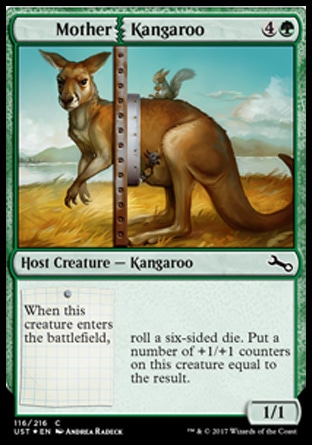 Mother Kangaroo 4
Host Creature — Kangaroo
When this
creature enters
the battlefield,
roll a six-sided die. Put a
number of +1/+1 counters
on this creature equal to
the result.
1/1
116/216 C
UST EN ANDREA RADECK
™ & © 2017 Wizards of the Coast